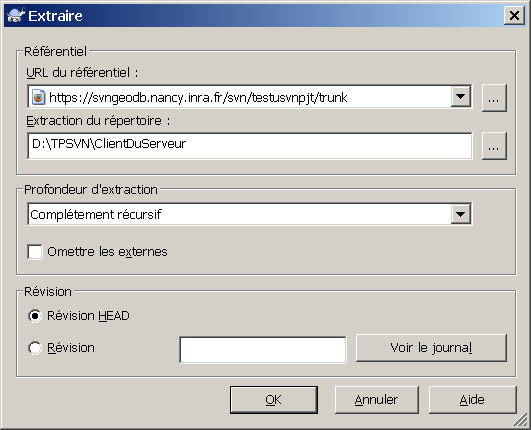 Extraire
Référentiel
URL du référentiel :
https://svngeodb.nancy.inra.fr/svn/testusvnpjt/trunk
...
Extraction du répertoire :
D:\TPSVN\ClientDuServeur
...
Profondeur d'extraction
Complétement récursif
Omettre les externes
Révision
Révision HEAD
Révision
Voir le journal
OK
Annuler
Aide